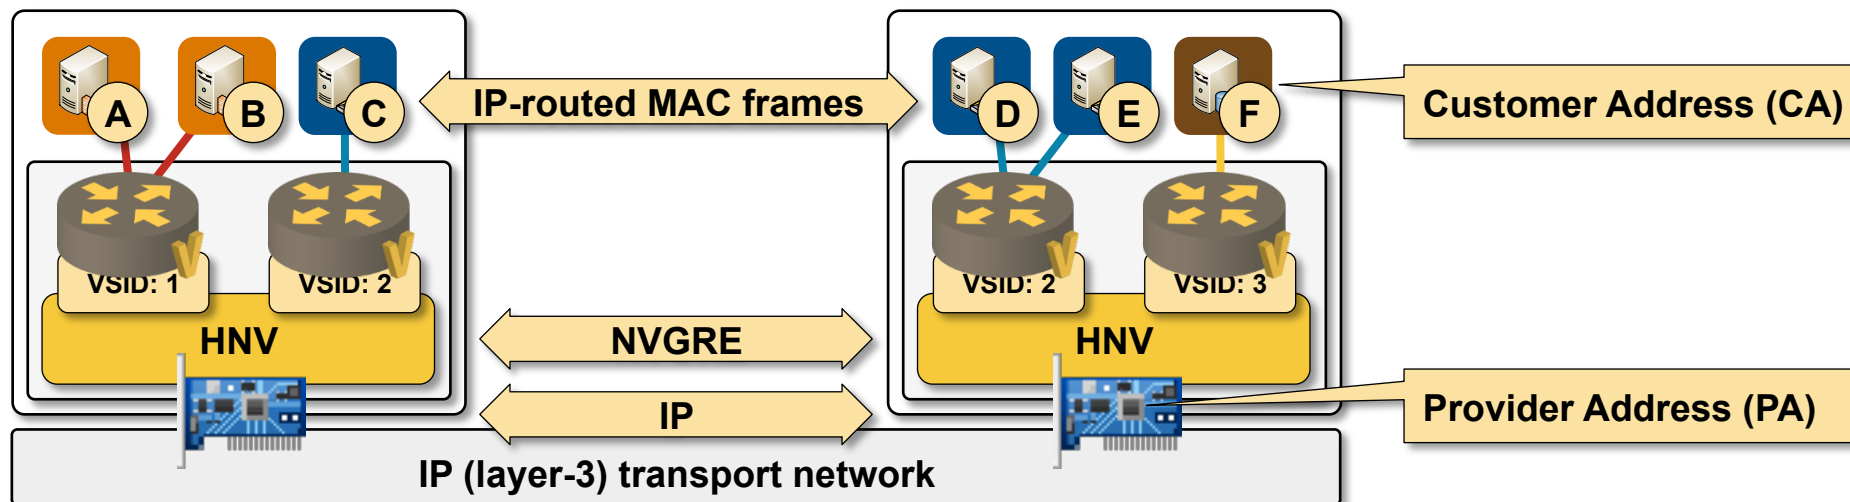 A
B
C
IP-routed MAC frames
D
E
F
Customer Address (CA)
V
V
V
V
VSID: 1
VSID: 2
VSID: 2
VSID: 3
HNV
NVGRE
HNV
IP
Provider Address (PA)
IP (layer-3) transport network